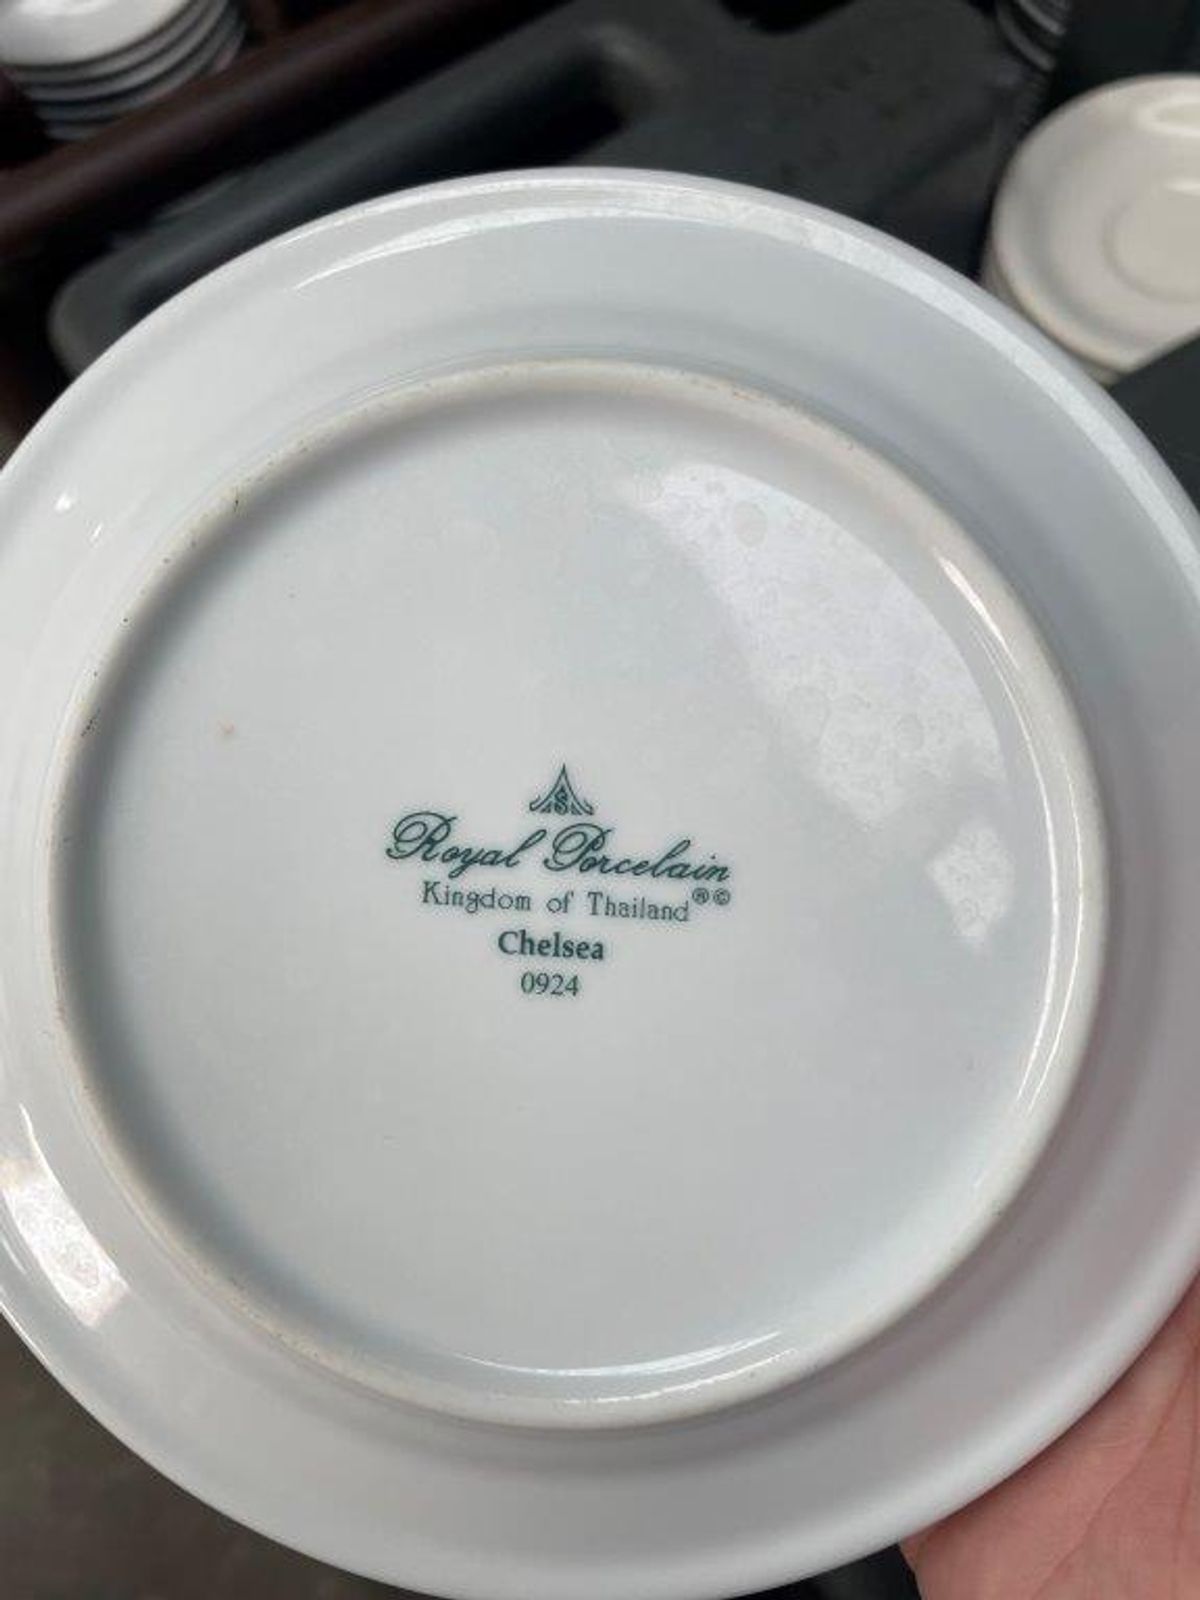 S
Royal Porcelain
Kingdom of Thailand®©
Chelsea
0924